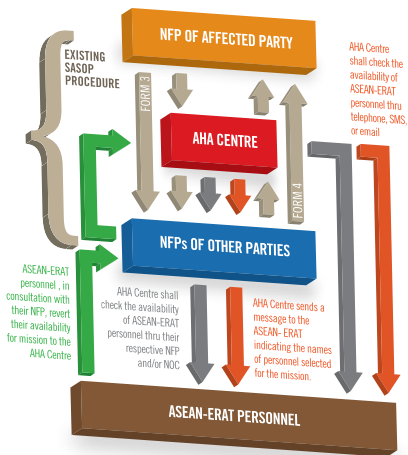 NFP OF AFFECTED PARTY
EXISTING
SASOP
PROCEDURE
FORM 3
AHA Centre
shall check the
availability of
ASEAN-ERAT
personnel thru
telephone, SMS,
or email
AHA CENTRE
FORM 4
NFPs OF OTHER PARTIES
ASEAN-ERAT
personnel , in
consultation with
their NFP, revert
their availability
for mission to the
AHA Centre
AHA Centre shall
check the availability
of ASEAN-ERAT
personnel thru their
respective NFP
and/or NOC
AHA Centre sends a
message to the
ASEAN- ERAT
indicating the names
of personnel selected
for the mission.
ASEAN-ERAT PERSONNEL